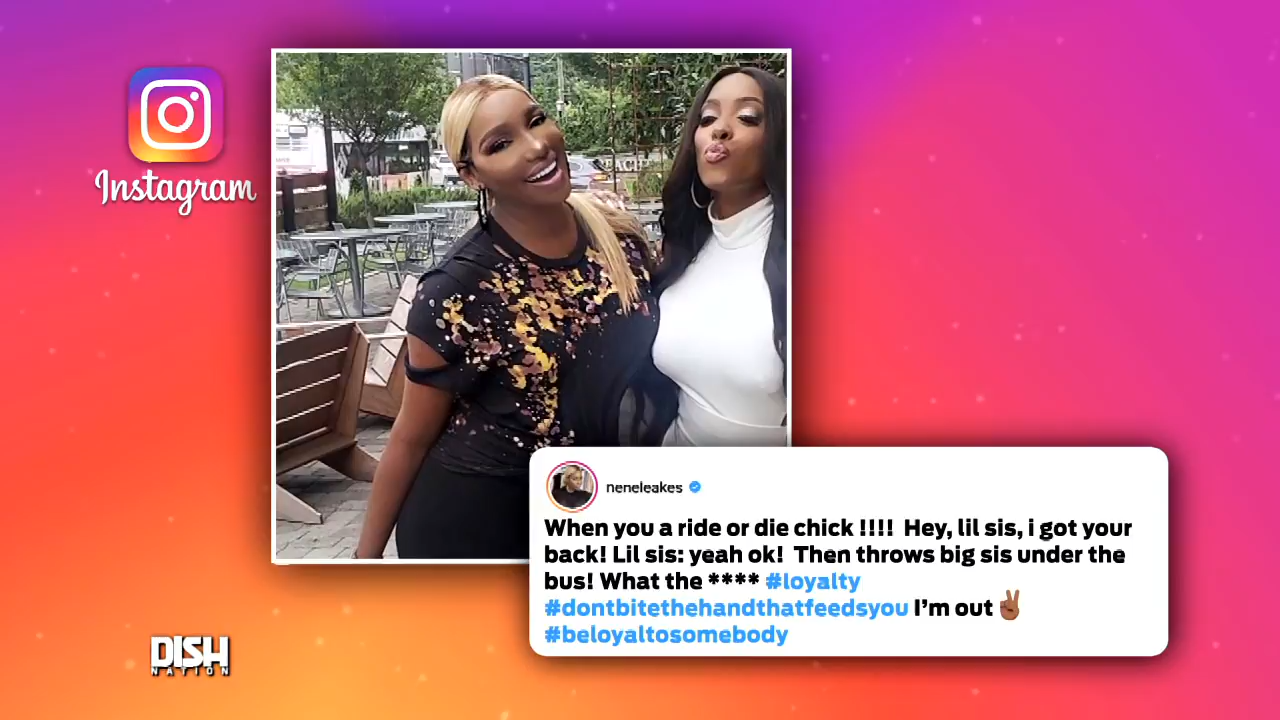 Instagram
EACH
neneleakes
When you a ride or die chick !!!! Hey, lil sis, i got your
back! Lil sis: yeah ok! Then throws big sis under the
bus! What the **** #loyalty
#dontbitethehandthatfeedsyou I'm out ✌🏾
#beloyaltosomebody
DISH
NATION